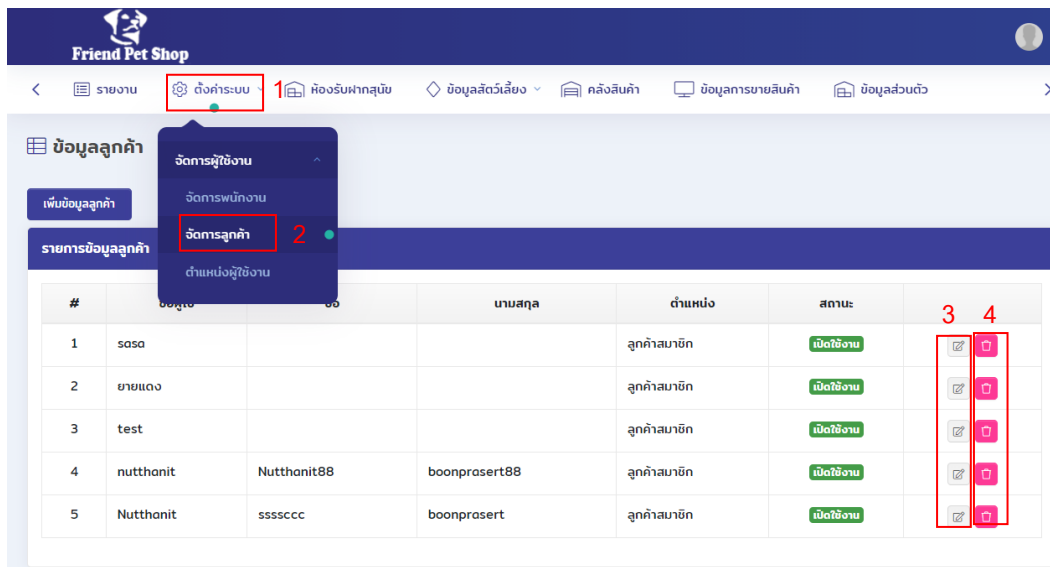 Friend Pet Shop
รายงาน ตั้งค่าระบบ 1 ห้องรับฝากสุนัข ข้อมูลสัตว์เลี้ยง คลังสินค้า ข้อมูลการขายสินค้า ข้อมูลส่วนตัว
ข้อมูลลูกค้า
จัดการผู้ใช้งาน
เพิ่มข้อมูลลูกค้า
จัดการพนักงาน
จัดการลูกค้า 2
รายการข้อมูลลูกค้า
ตำแหน่งผู้ใช้งาน
# นามสกุล ตำแหน่ง สถานะ
3 4
1 sasa ลูกค้าสมาชิก เปิดใช้งาน
2 ยายแดง ลูกค้าสมาชิก เปิดใช้งาน
3 test ลูกค้าสมาชิก เปิดใช้งาน
4 nutthanit Nutthanit88 boonprasert88 ลูกค้าสมาชิก เปิดใช้งาน
5 Nutthanit ssssccc boonprasert ลูกค้าสมาชิก เปิดใช้งาน